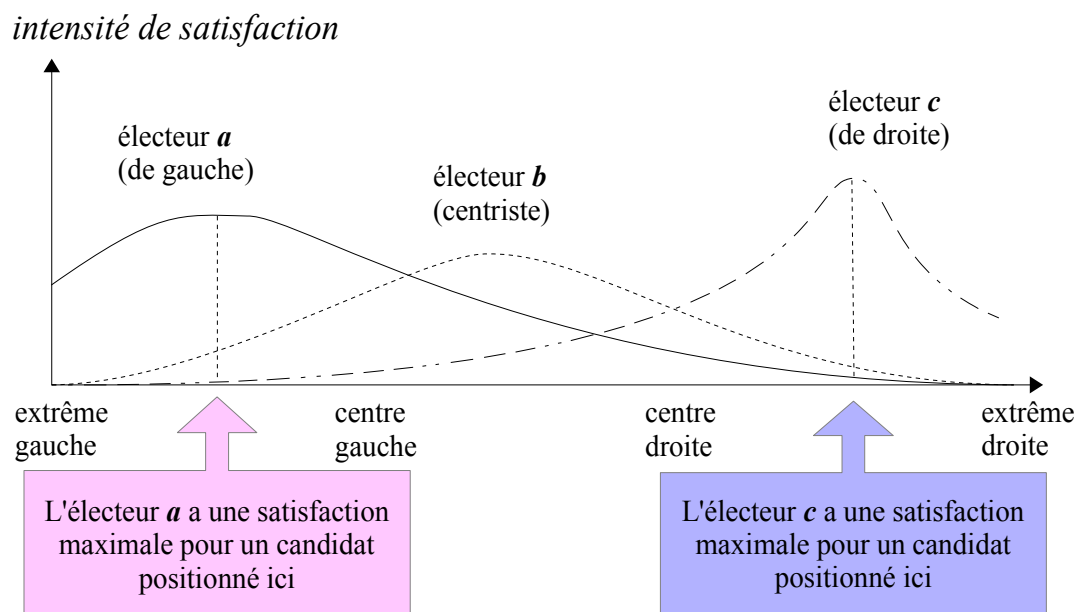 intensité de satisfaction
électeur a
(de gauche)
électeur b
(centriste)
électeur c
(de droite)
extrême
gauche
centre
gauche
centre
droite
extrême
droite
L'électeur a a une satisfaction
maximale pour un candidat
positionné ici
L'électeur c a une satisfaction
maximale pour un candidat
positionné ici